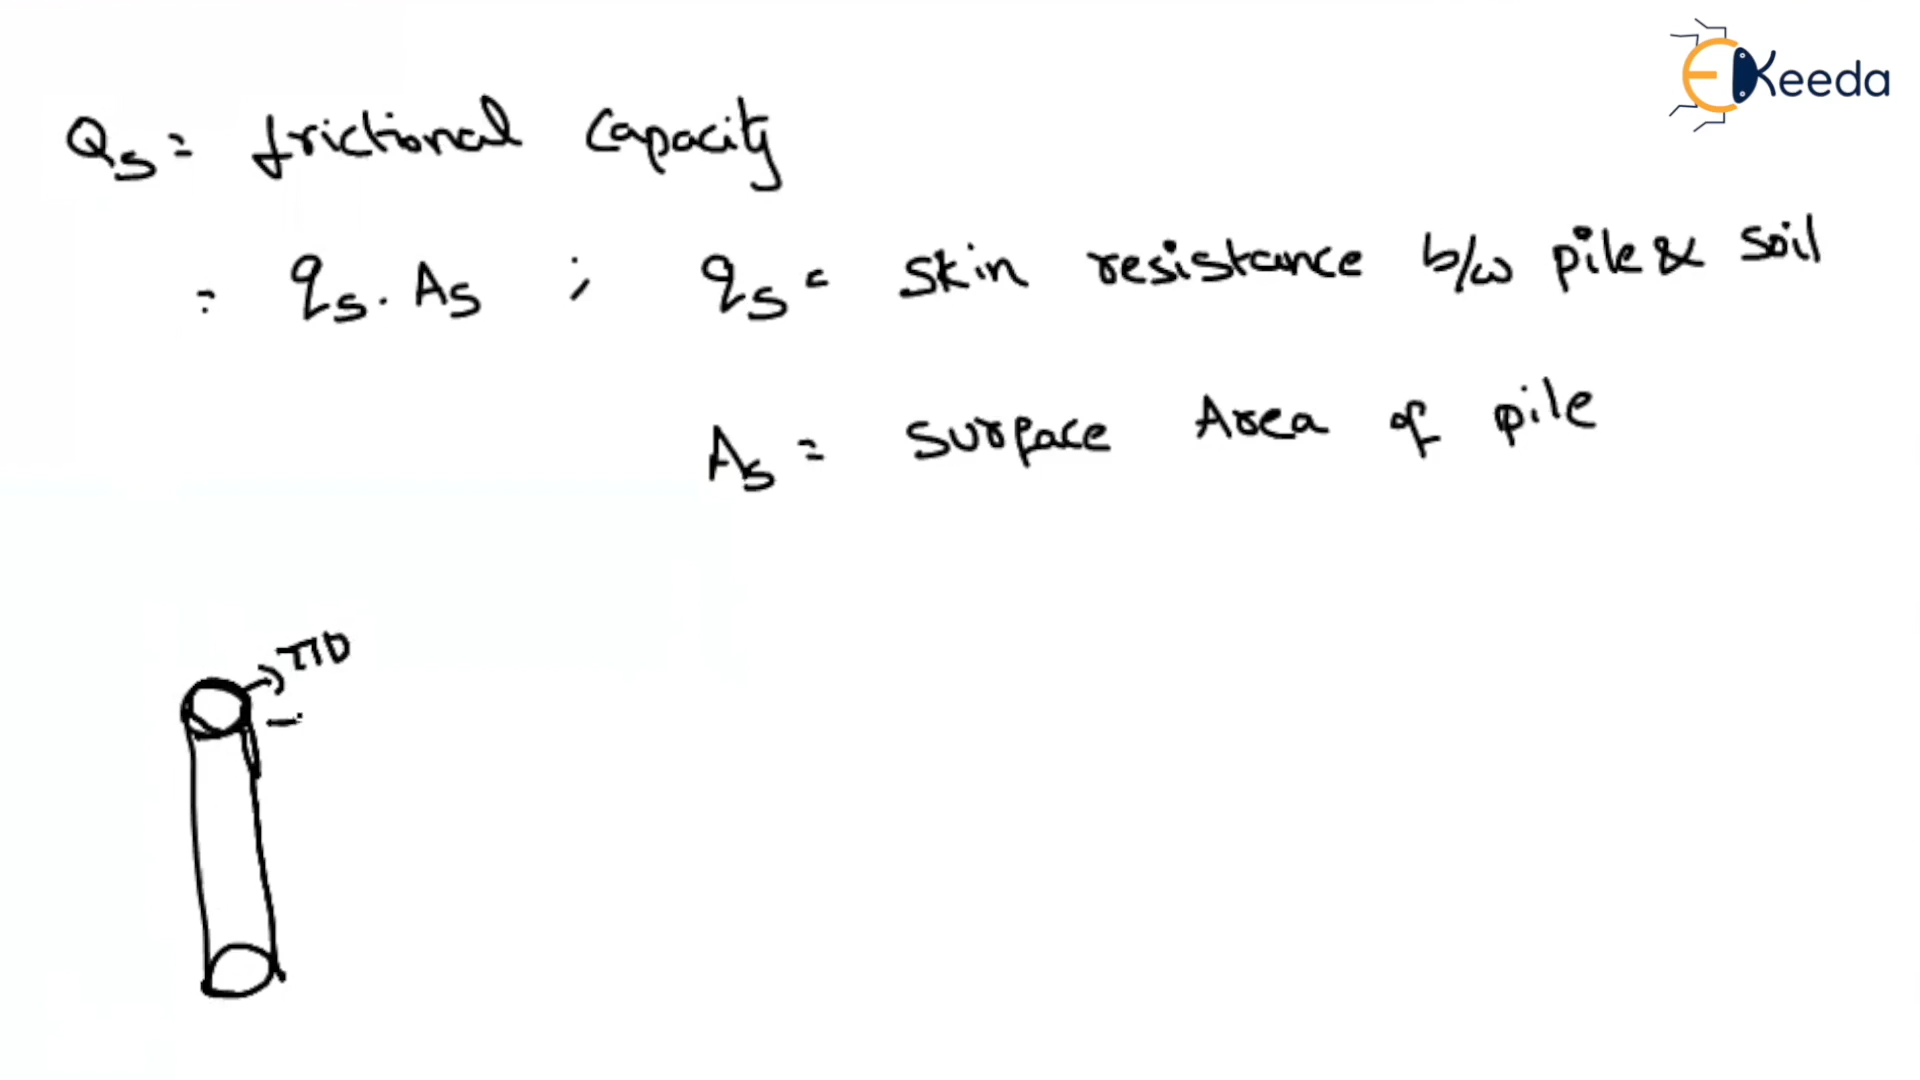 EKeeda
Qs = frictional capacity
= qs. As ; qs = skin resistance b/w pile & soil
As = surface Area of pile
πD